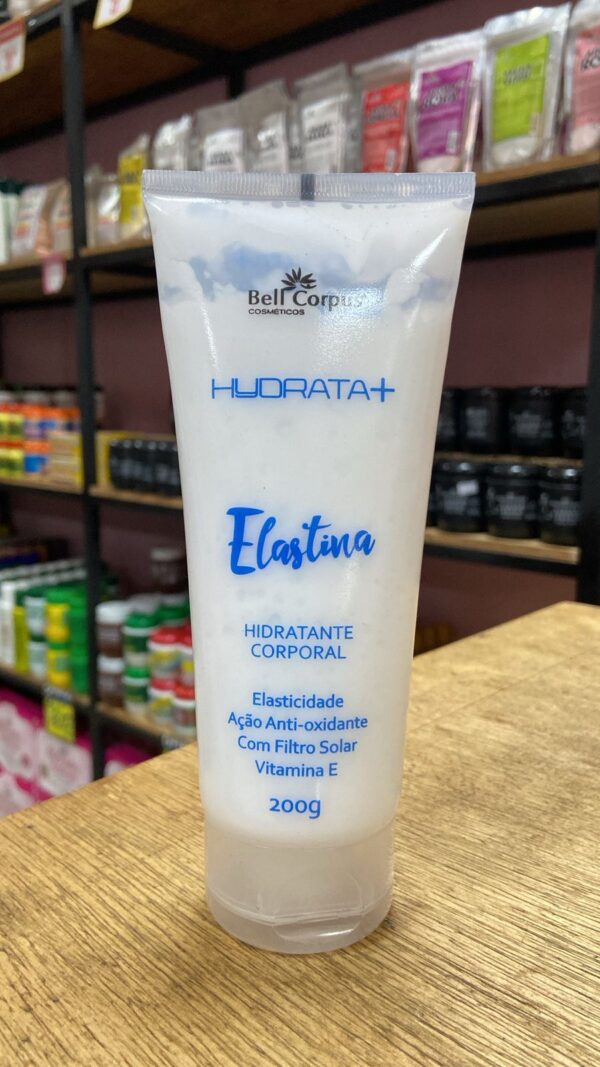 Bell Corpus
COSMÉTICOS
HYDRATA+
Elastina
HIDRATANTE
CORPORAL
Elasticidade
Ação Anti-oxidante
Com Filtro Solar
Vitamina E
200g